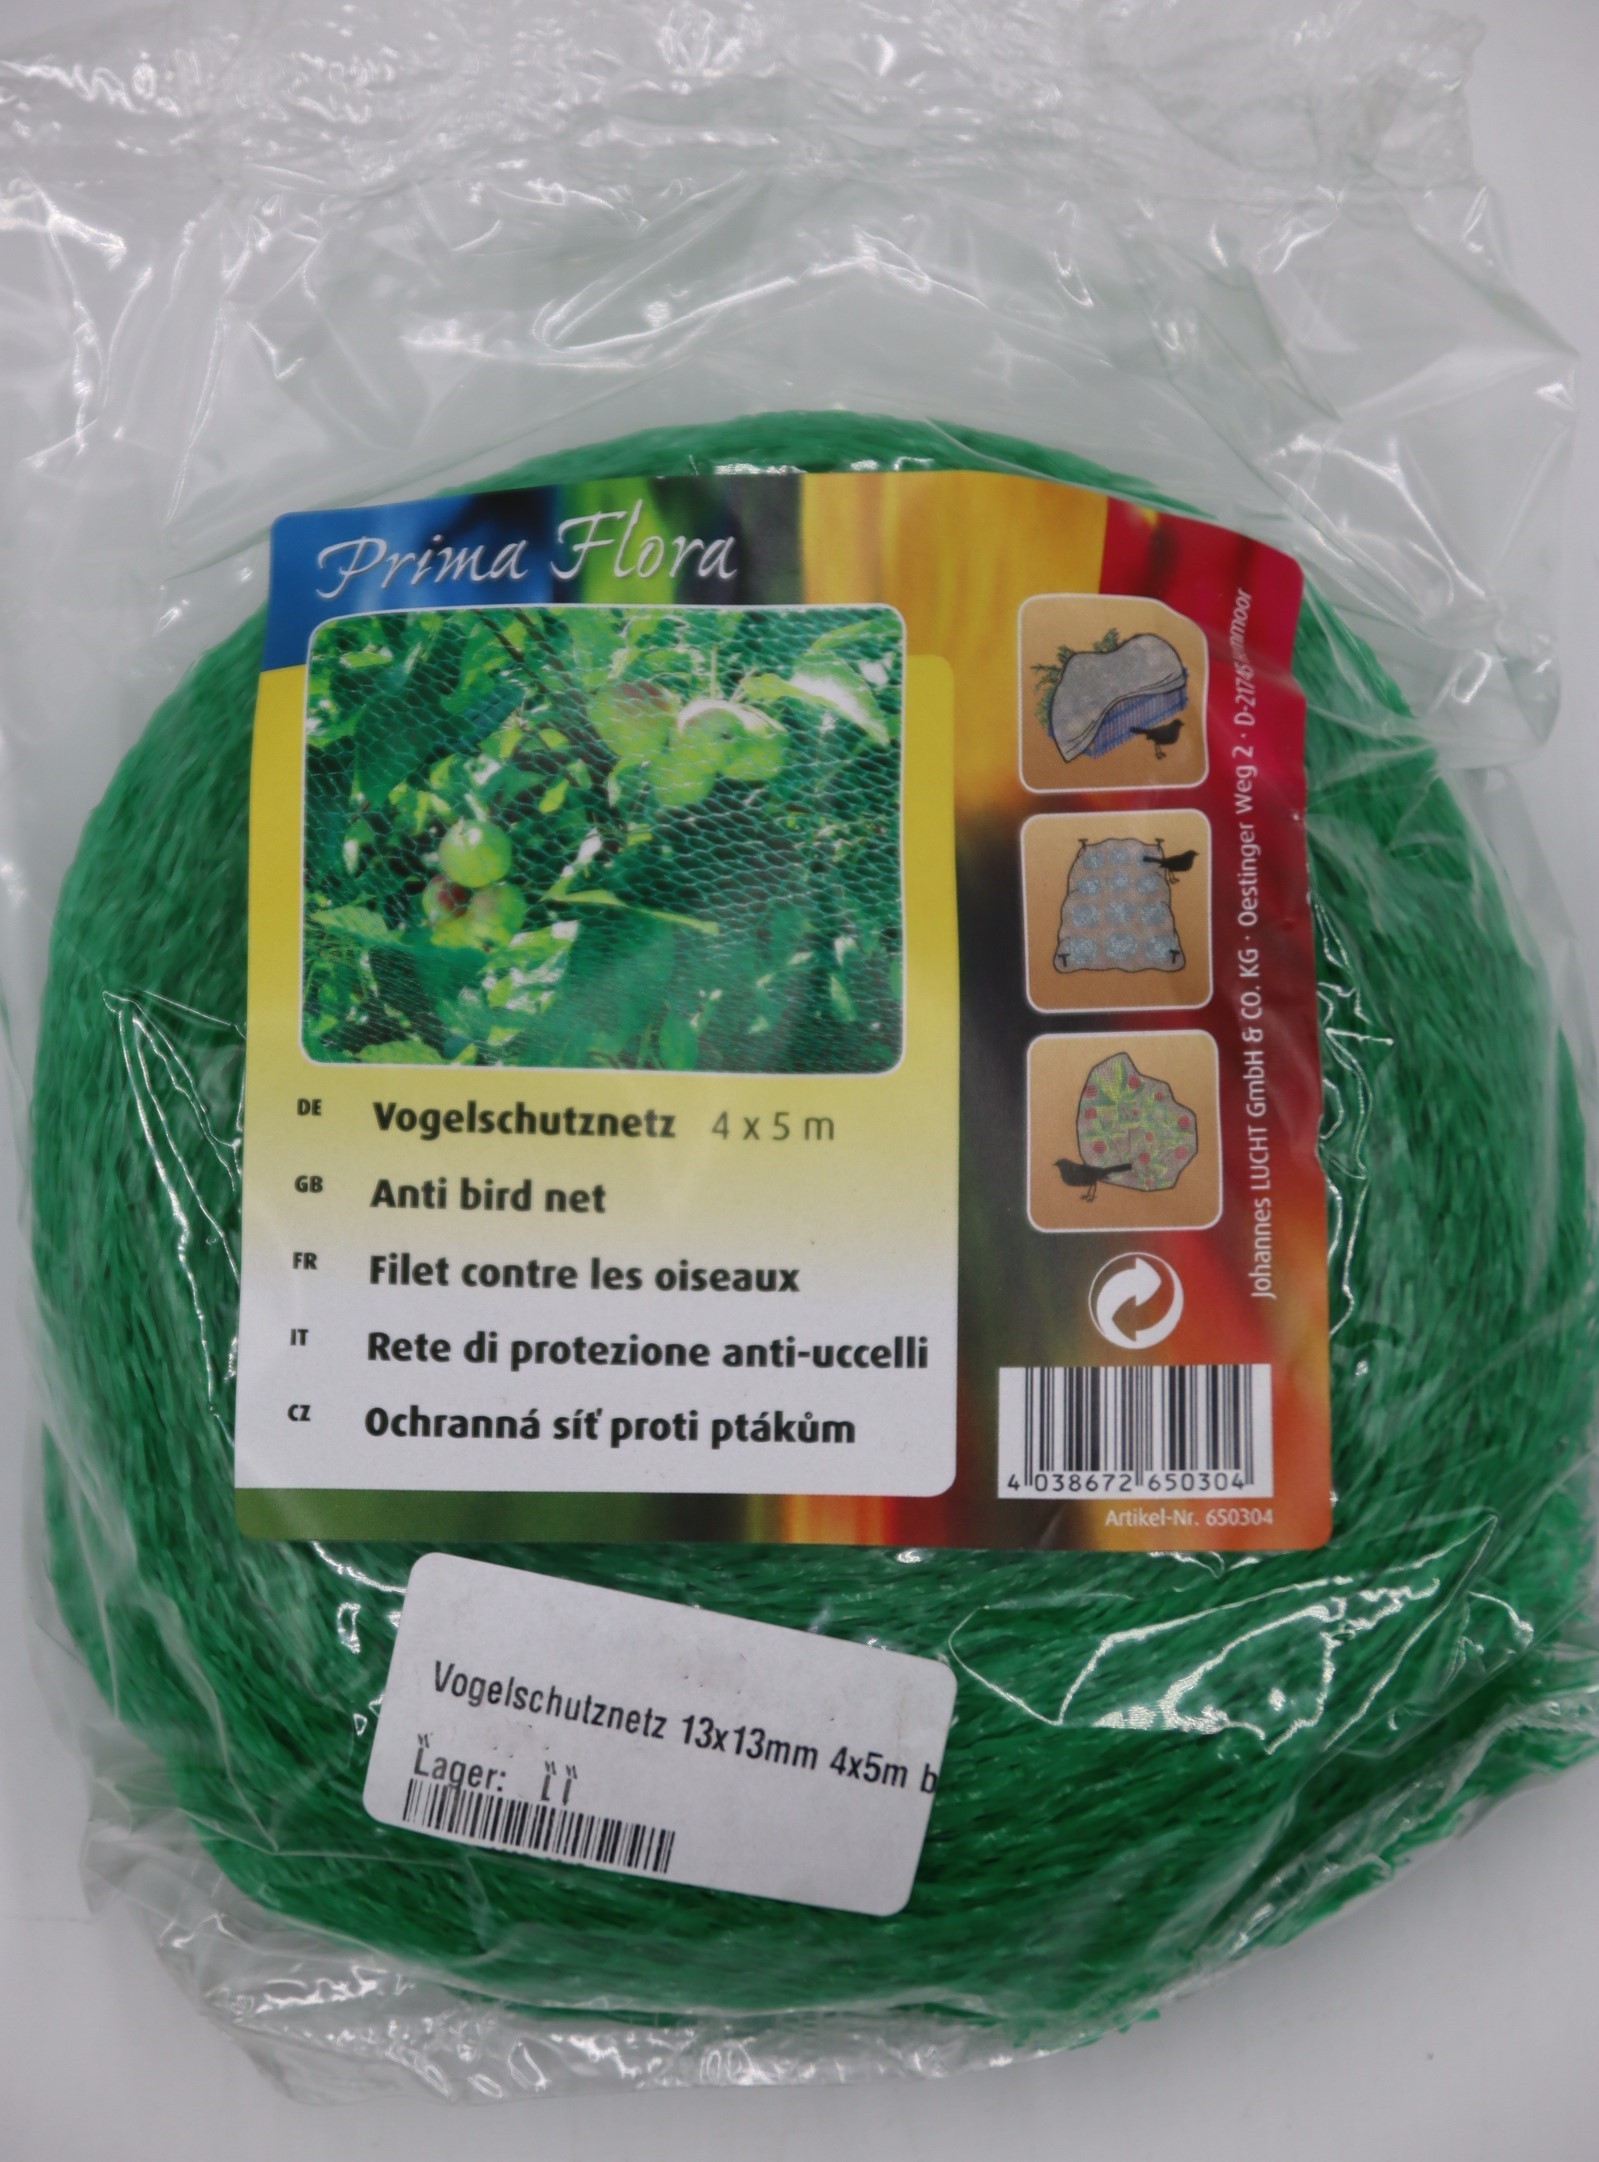 Prima Flora
DE Vogelschutznetz 4 x 5 m
GB Anti bird net
FR Filet contre les oiseaux
IT Rete di protezione anti-uccelli
CZ Ochranná síť proti ptákům
Johannes LUCHT GmbH & CO. KG · Oestinger Weg 2 ·
4 038672 650304
Artikel-Nr. 650304
Vogelschutznetz 13x13mm 4x5m b
Lager: